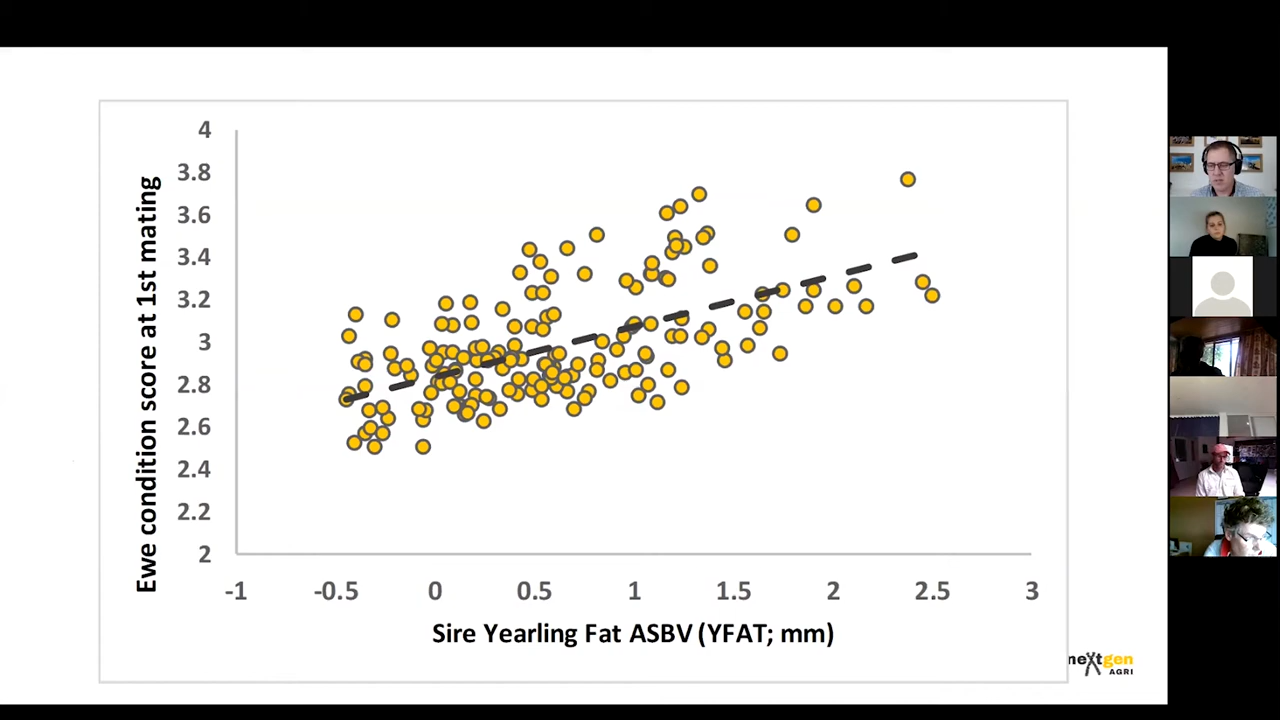 4
3.8
3.6
3.4
3.2
3
2.8
2.6
2.4
2.2
2
Ewe condition score at 1st mating
-1 -0.5 0 0.5 1 1.5 2 2.5 3
Sire Yearling Fat ASBV (YFAT; mm)
nextgen
AGRI